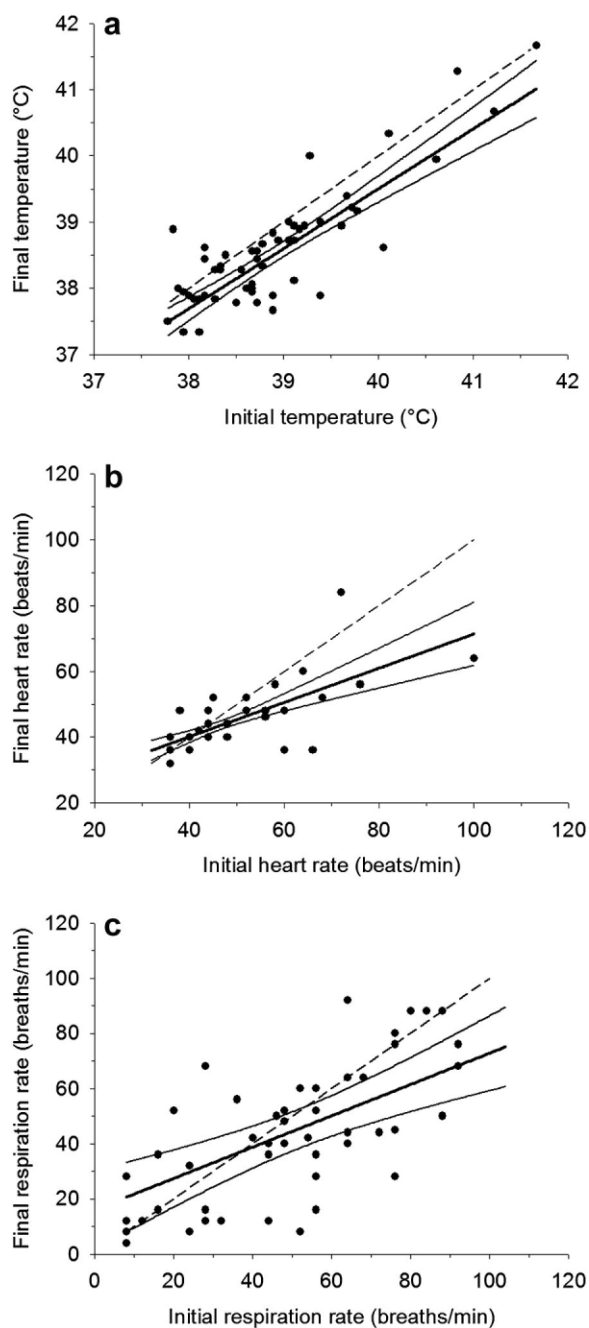 a
42
41
40
39
38
37
37 38 39 40 41 42
Final temperature (°C)
Initial temperature (°C)
b
120
100
80
60
40
20
20 40 60 80 100 120
Final heart rate (beats/min)
Initial heart rate (beats/min)
c
120
100
80
60
40
20
0
0 20 40 60 80 100 120
Final respiration rate (breaths/min)
Initial respiration rate (breaths/min)